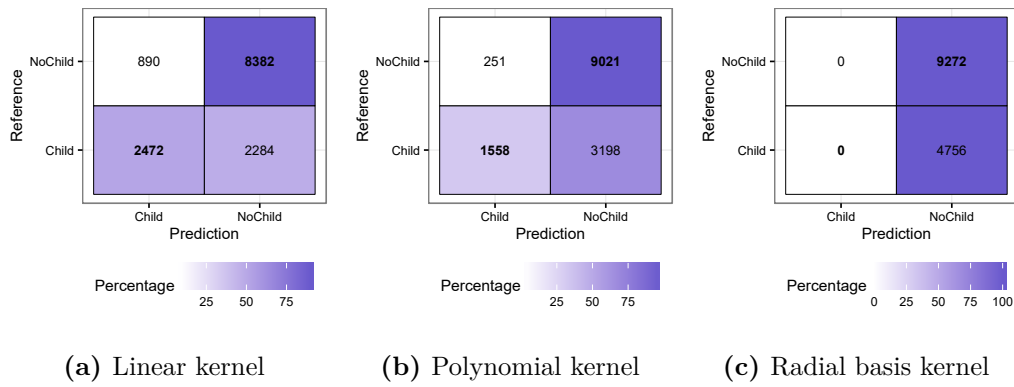 NoChild
890
8382
Reference
Child
2472
2284
Child
NoChild
Prediction
Percentage
25
50
75
(a) Linear kernel
NoChild
251
9021
Reference
Child
1558
3198
Child
NoChild
Prediction
Percentage
25
50
75
(b) Polynomial kernel
NoChild
0
9272
Reference
Child
0
4756
Child
NoChild
Prediction
Percentage
0
25
50
75
100
(c) Radial basis kernel